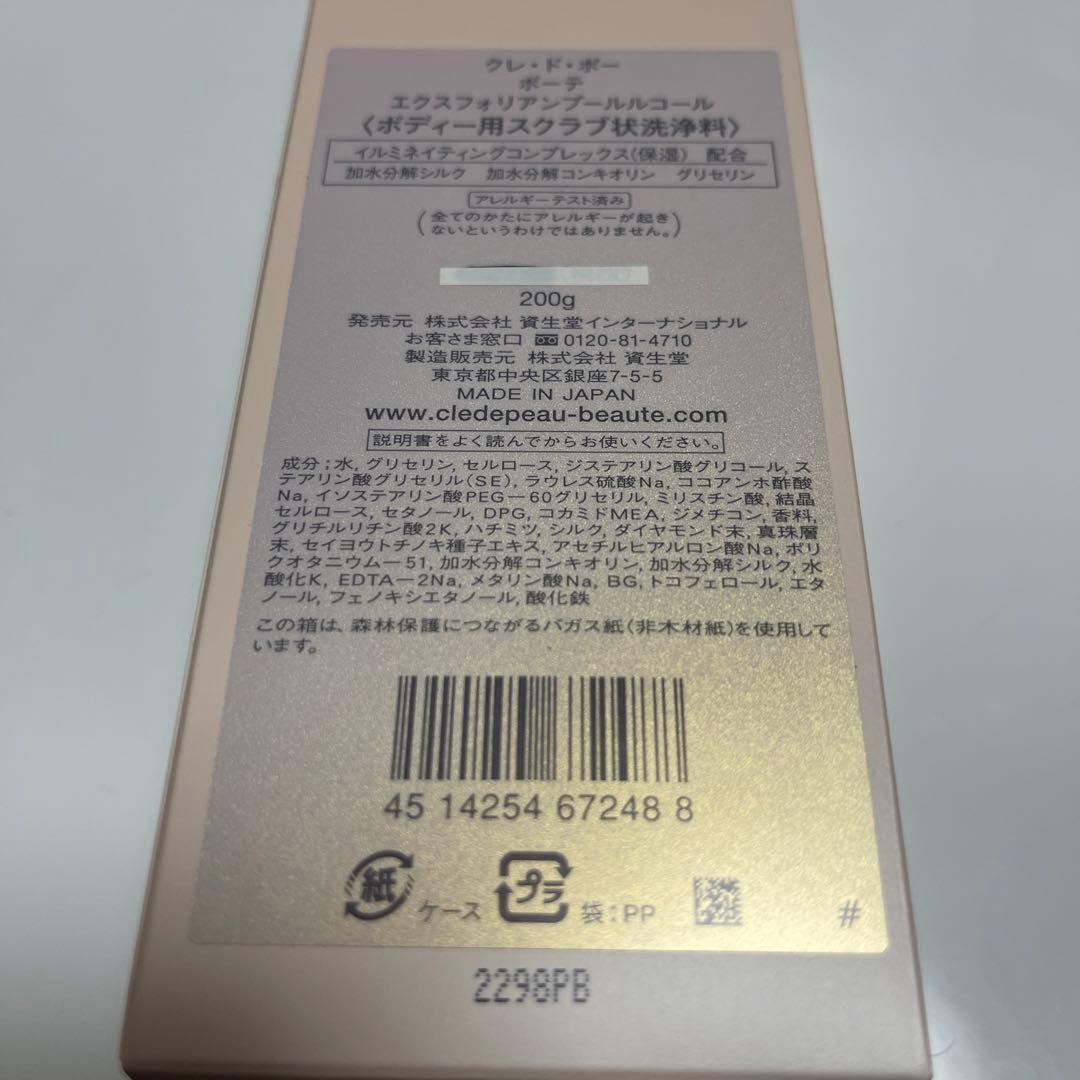 クレ・ド・ポー
ボーテ
エクスフォリアンプールルコール
〈ボディー用スクラブ状洗浄料〉
イルミネイティングコンプレックス(保湿) 配合
加水分解シルク 加水分解コンキオリン グリセリン
アレルギーテスト済み
(全てのかたにアレルギーが起き
ないというわけではありません。)
200g
発売元 株式会社 資生堂インターナショナル
お客さま窓口 0120-81-4710
製造販売元 株式会社 資生堂
東京都中央区銀座7-5-5
MADE IN JAPAN
www.cledepeau-beaute.com
説明書をよく読んでからお使いください。
成分；水, グリセリン, セルロース, ジステアリン酸グリコール, ス
テアリン酸グリセリル(SE), ラウレス硫酸Na, ココアンホ酢酸
Na, イソステアリン酸PEG－60グリセリル, ミリスチン酸, 結晶
セルロース, セタノール, DPG, コカミドMEA, ジメチコン, 香料,
グリチルリチン酸2K, ハチミツ, シルク, ダイヤモンド末, 真珠層
末, セイヨウトチノキ種子エキス, アセチルヒアルロン酸Na, ポリ
クオタニウム－51, 加水分解コンキオリン, 加水分解シルク, 水
酸化K, EDTA－2Na, メタリン酸Na, BG, トコフェロール, エタ
ノール, フェノキシエタノール, 酸化鉄
この箱は、森林保護につながるバガス紙(非木材紙)を使用して
います。
45 14254 67248 8
紙 ケース プラ 袋：PP #
2298PB